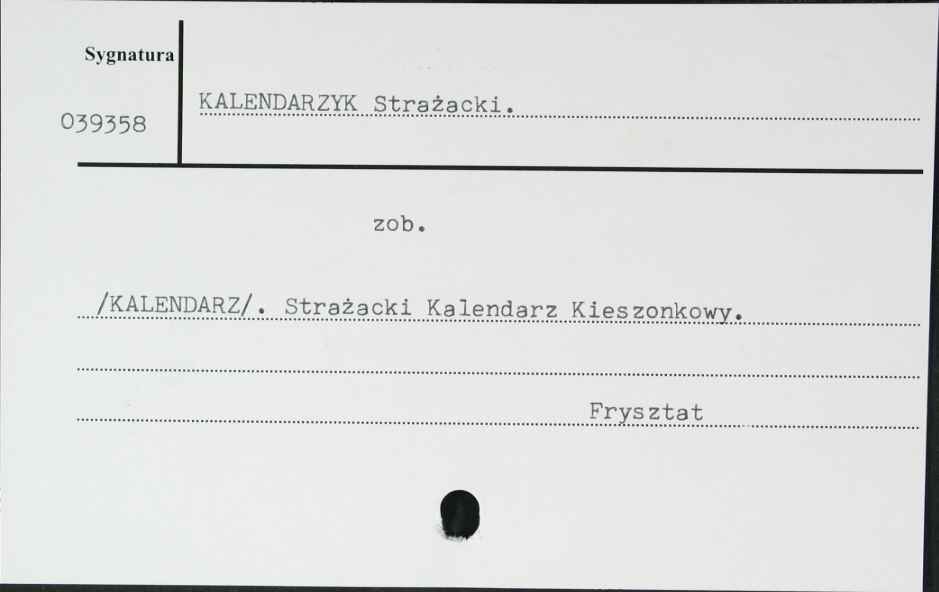 Sygnatura
KALENDARZYK Strażacki.
039358
zob.
/KALENDARZ/. Strażacki Kalendarz Kieszonkowy.
Frysztat